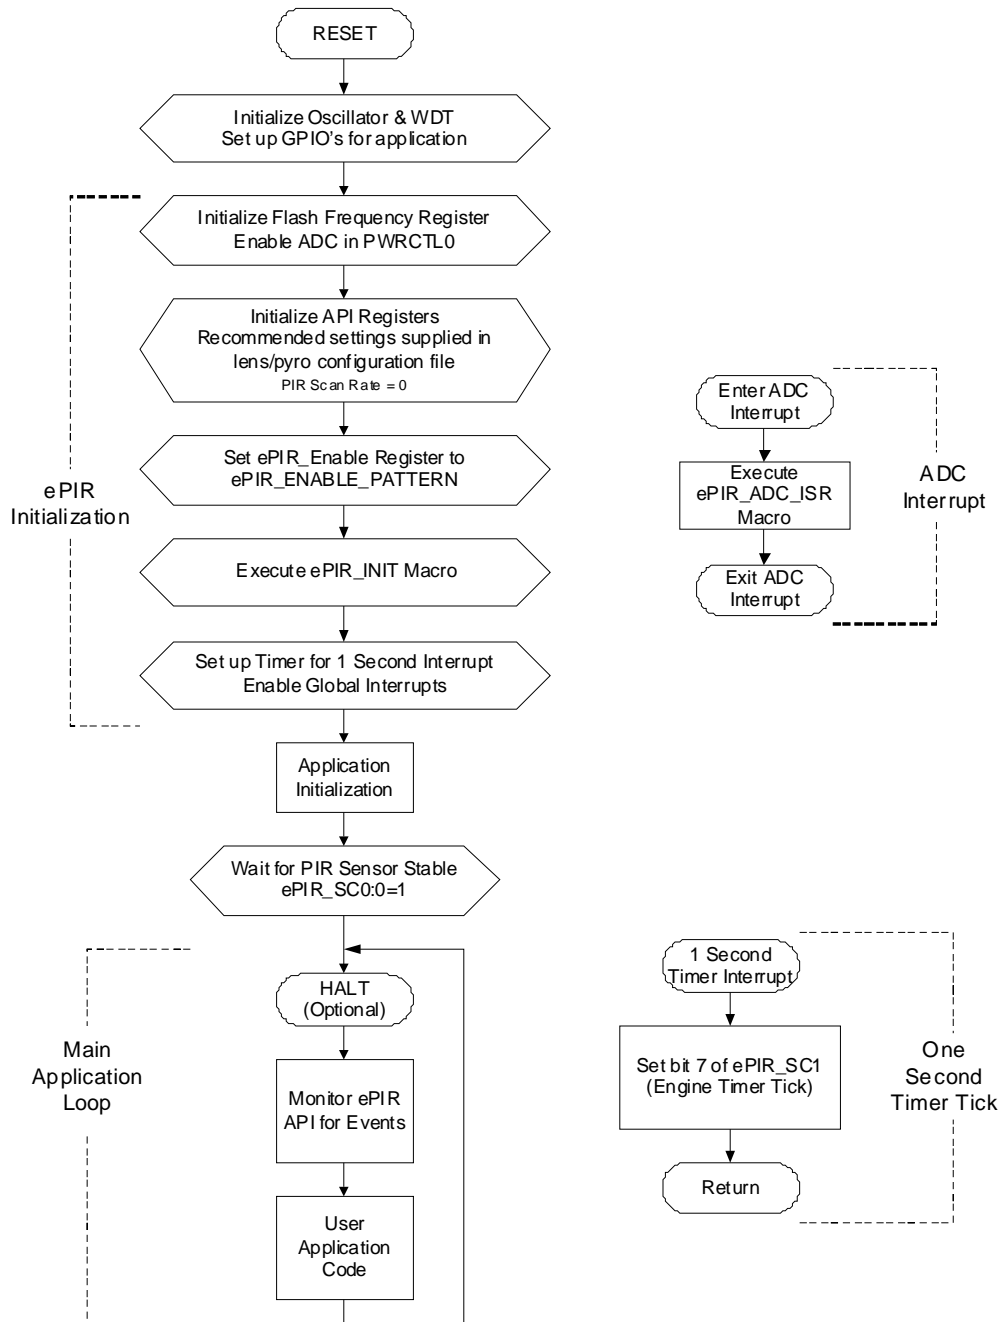 RESET
Initialize Oscillator & WDT
Set up GPIO's for application
Initialize Flash Frequency Register
Enable ADC in PWRCTL0
Initialize API Registers
Recommended settings supplied in
lens/pyro configuration file
PIR Scan Rate = 0
Set ePIR_Enable Register to
ePIR_ENABLE_PATTERN
ePIR
Initialization
Execute ePIR_INIT Macro
Set up Timer for 1 Second Interrupt
Enable Global Interrupts
Application
Initialization
Wait for PIR Sensor Stable
ePIR_SC0:0=1
HALT
(Optional)
Main
Application
Loop
Monitor ePIR
API for Events
User
Application
Code
Enter ADC
Interrupt
Execute
ePIR_ADC_ISR
Macro
Exit ADC
Interrupt
ADC
Interrupt
1 Second
Timer Interrupt
Set bit 7 of ePIR_SC1
(Engine Timer Tick)
Return
One
Second
Timer Tick